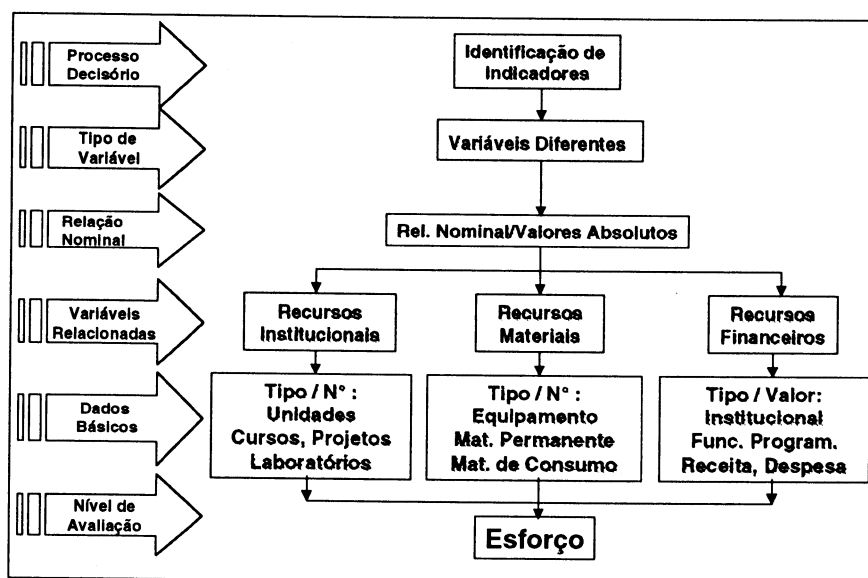 Processo
Decisório
Identificação de
Indicadores
Tipo de
Variável
Variáveis Diferentes
Relação
Nominal
Rel. Nominal/Valores Absolutos
Variáveis
Relacionadas
Recursos
Institucionais
Recursos
Materiais
Recursos
Financeiros
Dados
Básicos
Tipo / N° :
Unidades
Cursos, Projetos
Laboratórios
Tipo / N° :
Equipamento
Mat. Permanente
Mat. de Consumo
Tipo / Valor:
Institucional
Func. Program.
Receita, Despesa
Nível de
Avaliação
Esforço